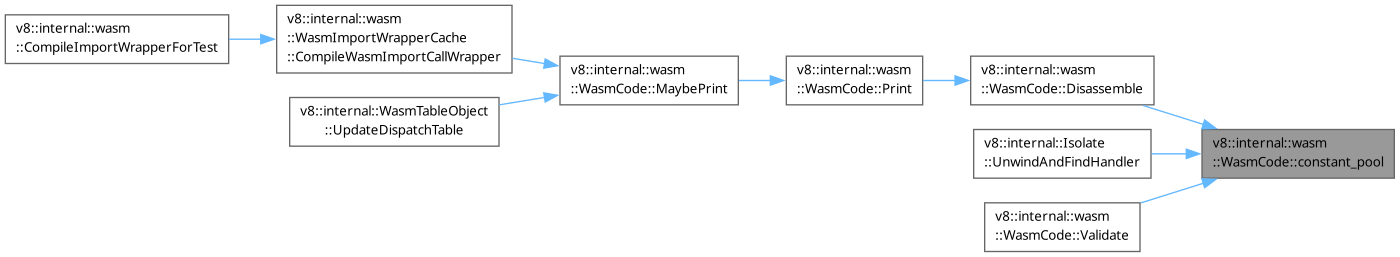 v8::internal::wasm
::CompileImportWrapperForTest
v8::internal::wasm
::WasmImportWrapperCache
::CompileWasmImportCallWrapper
v8::internal::WasmTableObject
::UpdateDispatchTable
v8::internal::wasm
::WasmCode::MaybePrint
v8::internal::wasm
::WasmCode::Print
v8::internal::wasm
::WasmCode::Disassemble
v8::internal::Isolate
::UnwindAndFindHandler
v8::internal::wasm
::WasmCode::Validate
v8::internal::wasm
::WasmCode::constant_pool